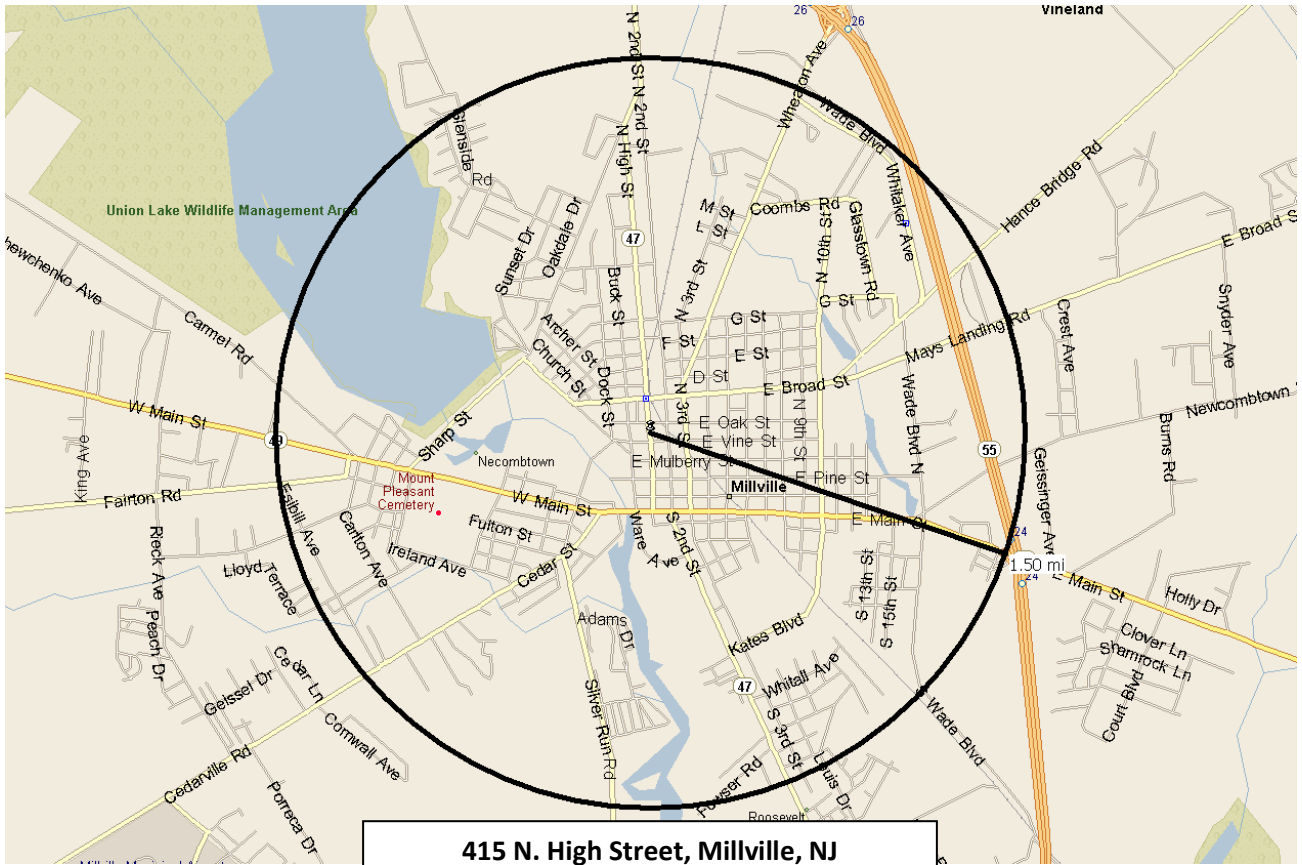 26
26
Vineland
N 2nd St
N 2nd St
Wheaton Ave
Wade Blvd
Glenside Rd
N High St
Whitaker Ave
Hance Bridge Rd
Union Lake Wildlife Management Area
M St
L St
Coombs Rd
Oakdale Dr
Sunset Dr
47
N 10th St
Glasstown Rd
E Broad S
Carmel Rd
Buck St
N 3rd St
G St
G St
Mays Landing Rd
Crest Ave
Snyder Ave
Archer St
Church St
F St
E St
D St
Dock St
E Broad St
N 3rd St
Wade Blvd N
Newcombtown
W Main St
Sharp St
E Oak St
E Vine St
N 9th St
Burns Rd
49
55
King Ave
Necombtown
E Mulberry St
E Pine St
Geissinger Ave
Mount
Pleasant
Cemetery
Millville
Fairton Rd
W Main St
E Main St
Esibill Ave
Carlton Ave
Fulton St
Ware Ave
S 2nd St
24
Rieck Ave
Ireland Ave
Cedar St
1.50 mi
24
E Main St
Lloyd Terrace
S 13th St
S 15th St
Holly Dr
Peach Dr
Adams Dr
Kates Blvd
Clover Ln
Shamrock Ln
Court Blvd
Cedar Ln
Geissel Dr
Silver Run Rd
47
Whitall Ave
S Wade Blvd
Cornwall Ave
S 3rd St
Cedarville Rd
Louis Dr
Fowser Rd
Porreca Dr
Roosevelt
415 N. High Street, Millville, NJ